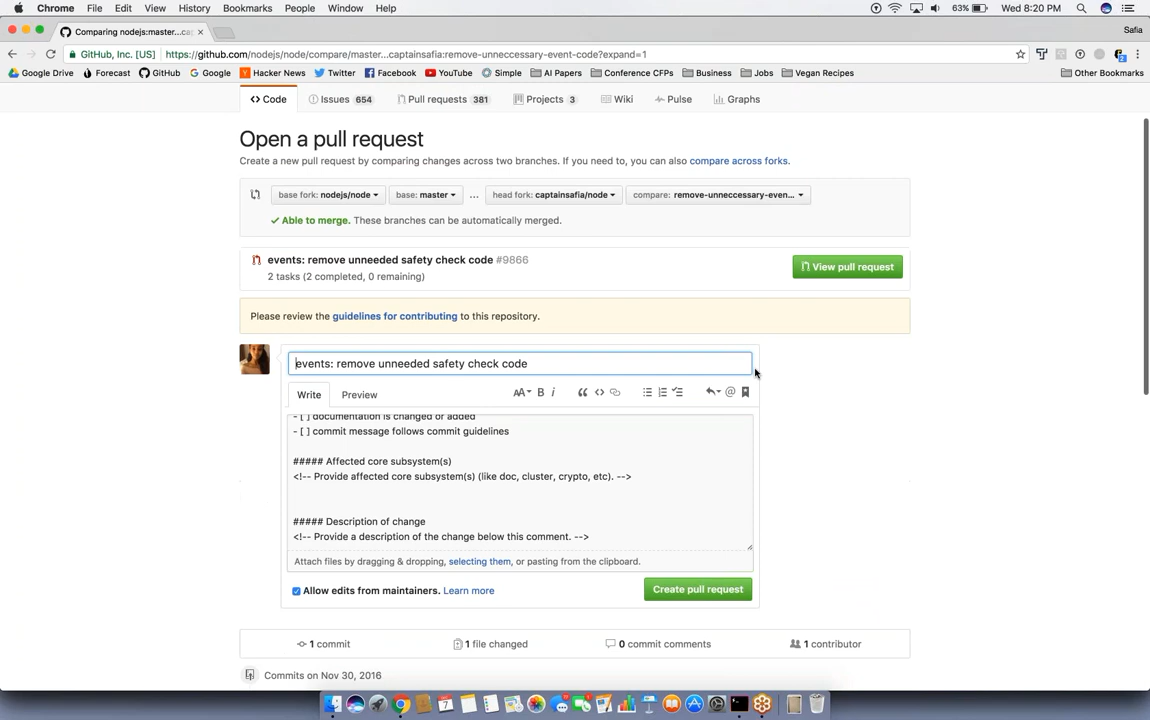 Chrome File Edit View History Bookmarks People Window Help 63% Wed 8:20 PM
Comparing nodejs:master... × Safia
GitHub, Inc. [US] https://github.com/nodejs/node/compare/master...captainsafia:remove-unneccessary-event-code?expand=1
Google Drive Forecast GitHub Google Hacker News Twitter Facebook YouTube Simple AI Papers Conference CFPs Business Jobs Vegan Recipes Other Bookmarks
Code Issues 654 Pull requests 381 Projects 3 Wiki Pulse Graphs
Open a pull request
Create a new pull request by comparing changes across two branches. If you need to, you can also compare across forks.
base fork: nodejs/node base: master ... head fork: captainsafia/node compare: remove-unneccessary-even...
Able to merge. These branches can be automatically merged.
events: remove unneeded safety check code #9866
2 tasks (2 completed, 0 remaining)
View pull request
Please review the guidelines for contributing to this repository.
events: remove unneeded safety check code
Write Preview AA B i @
- [ ] documentation is changed or added
- [ ] commit message follows commit guidelines
##### Affected core subsystem(s)
<!-- Provide affected core subsystem(s) (like doc, cluster, crypto, etc). -->
##### Description of change
<!-- Provide a description of the change below this comment. -->
Attach files by dragging & dropping, selecting them, or pasting from the clipboard.
Allow edits from maintainers. Learn more Create pull request
1 commit 1 file changed 0 commit comments 1 contributor
Commits on Nov 30, 2016